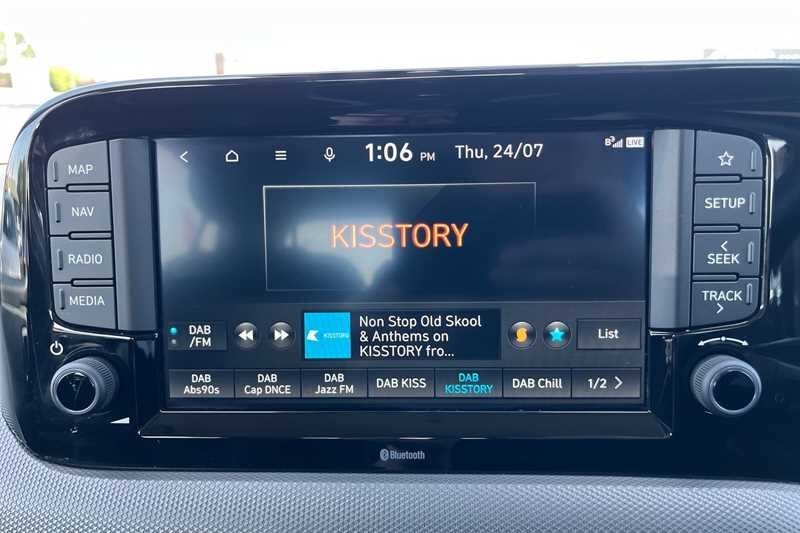 1:06 PM Thu, 24/07
B LIVE
MAP
NAV
RADIO
MEDIA
SETUP
SEEK
TRACK
KISSTORY
DAB
/FM
KISSTORY
Non Stop Old Skool
& Anthems on
KISSTORY fro...
List
DAB
Abs90s
DAB
Cap DNCE
DAB
Jazz FM
DAB KISS
DAB
KISSTORY
DAB Chill
1/2
Bluetooth